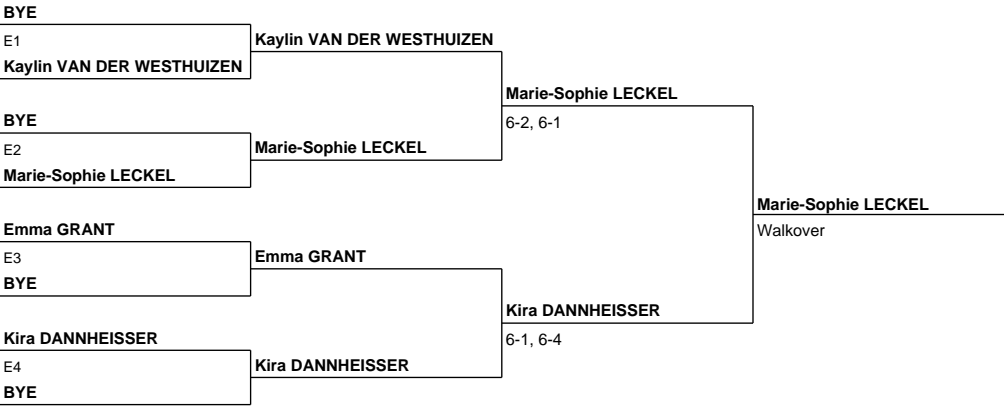 BYE
E1
Kaylin VAN DER WESTHUIZEN
BYE
E2
Marie-Sophie LECKEL
Emma GRANT
E3
BYE
Kira DANNHEISSER
E4
BYE
Kaylin VAN DER WESTHUIZEN
Marie-Sophie LECKEL
Emma GRANT
Kira DANNHEISSER
Marie-Sophie LECKEL
6-2, 6-1
Kira DANNHEISSER
6-1, 6-4
Marie-Sophie LECKEL
Walkover